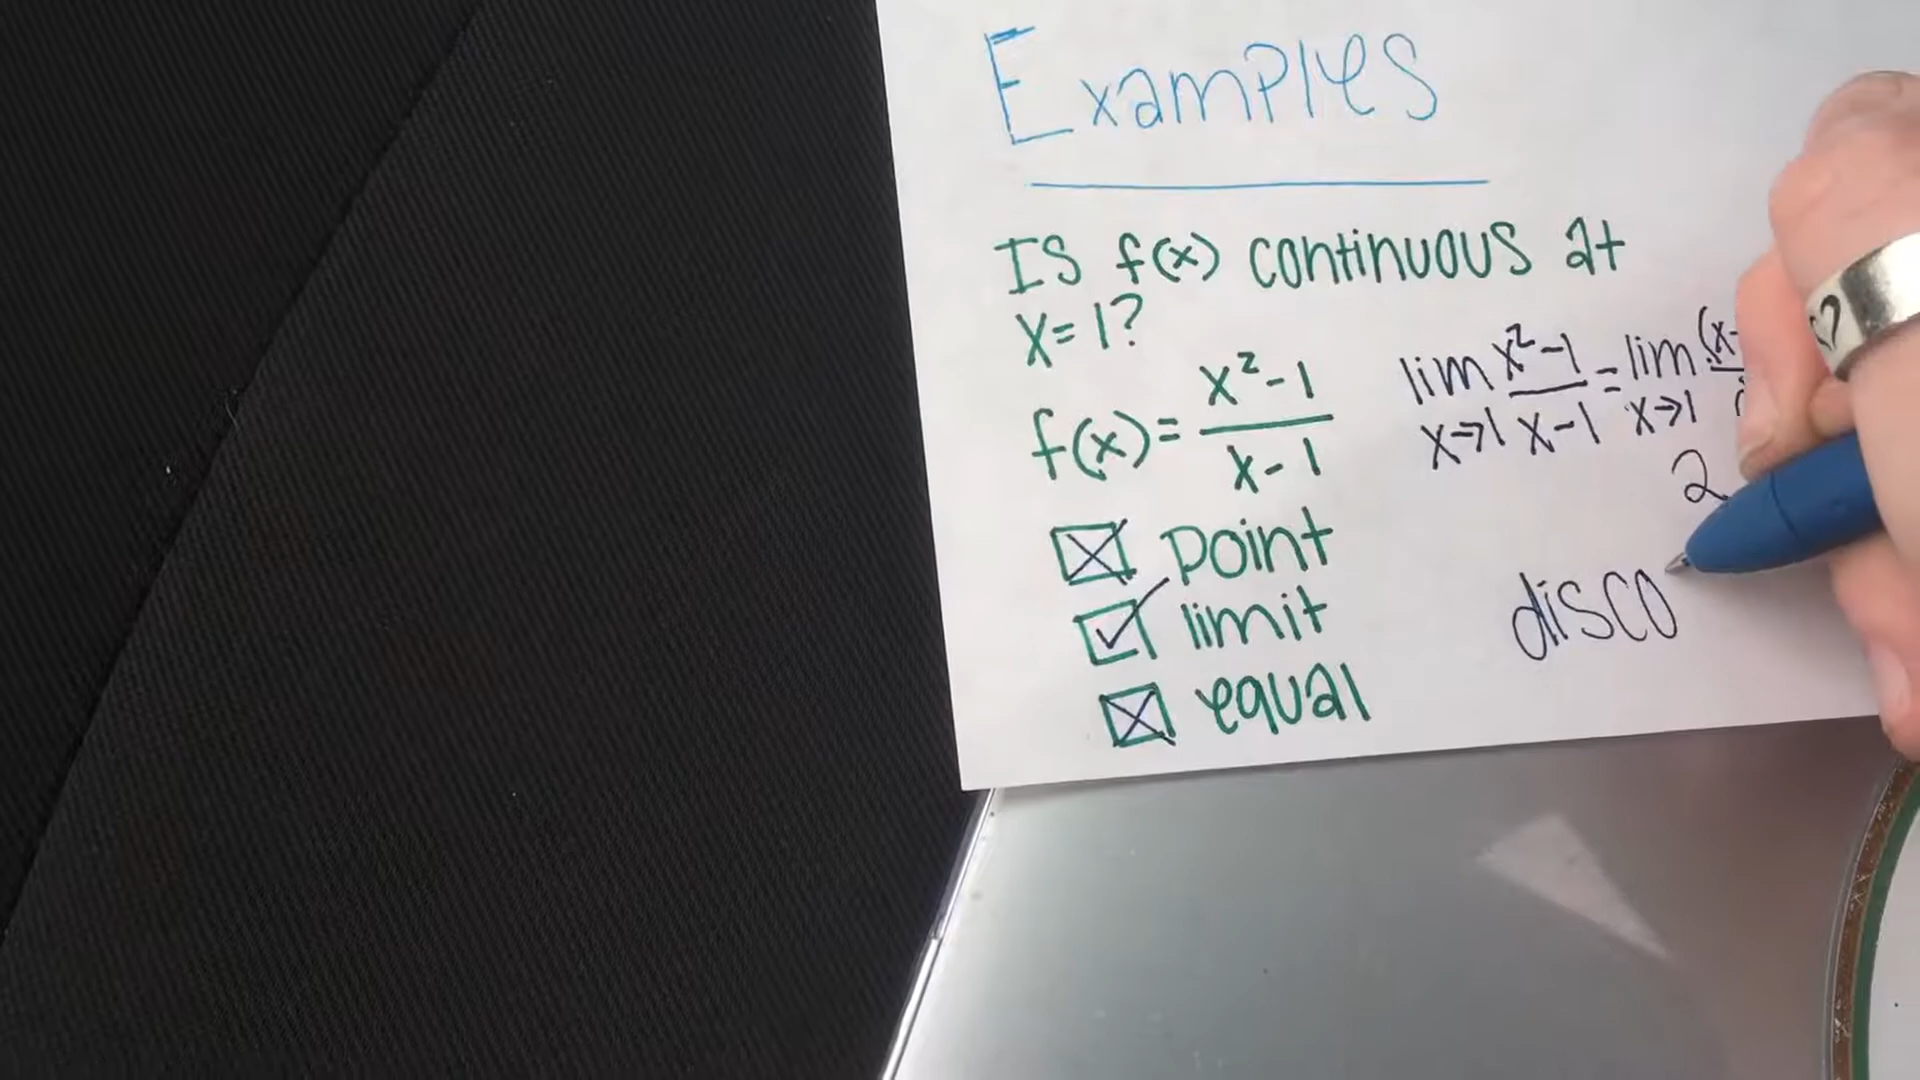 Examples
Is f(x) continuous at
x=1?
f(x)= x²-1 / x-1
lim x→1 x²-1 / x-1 = lim x→1 (x-
2
point
limit
equal
disco